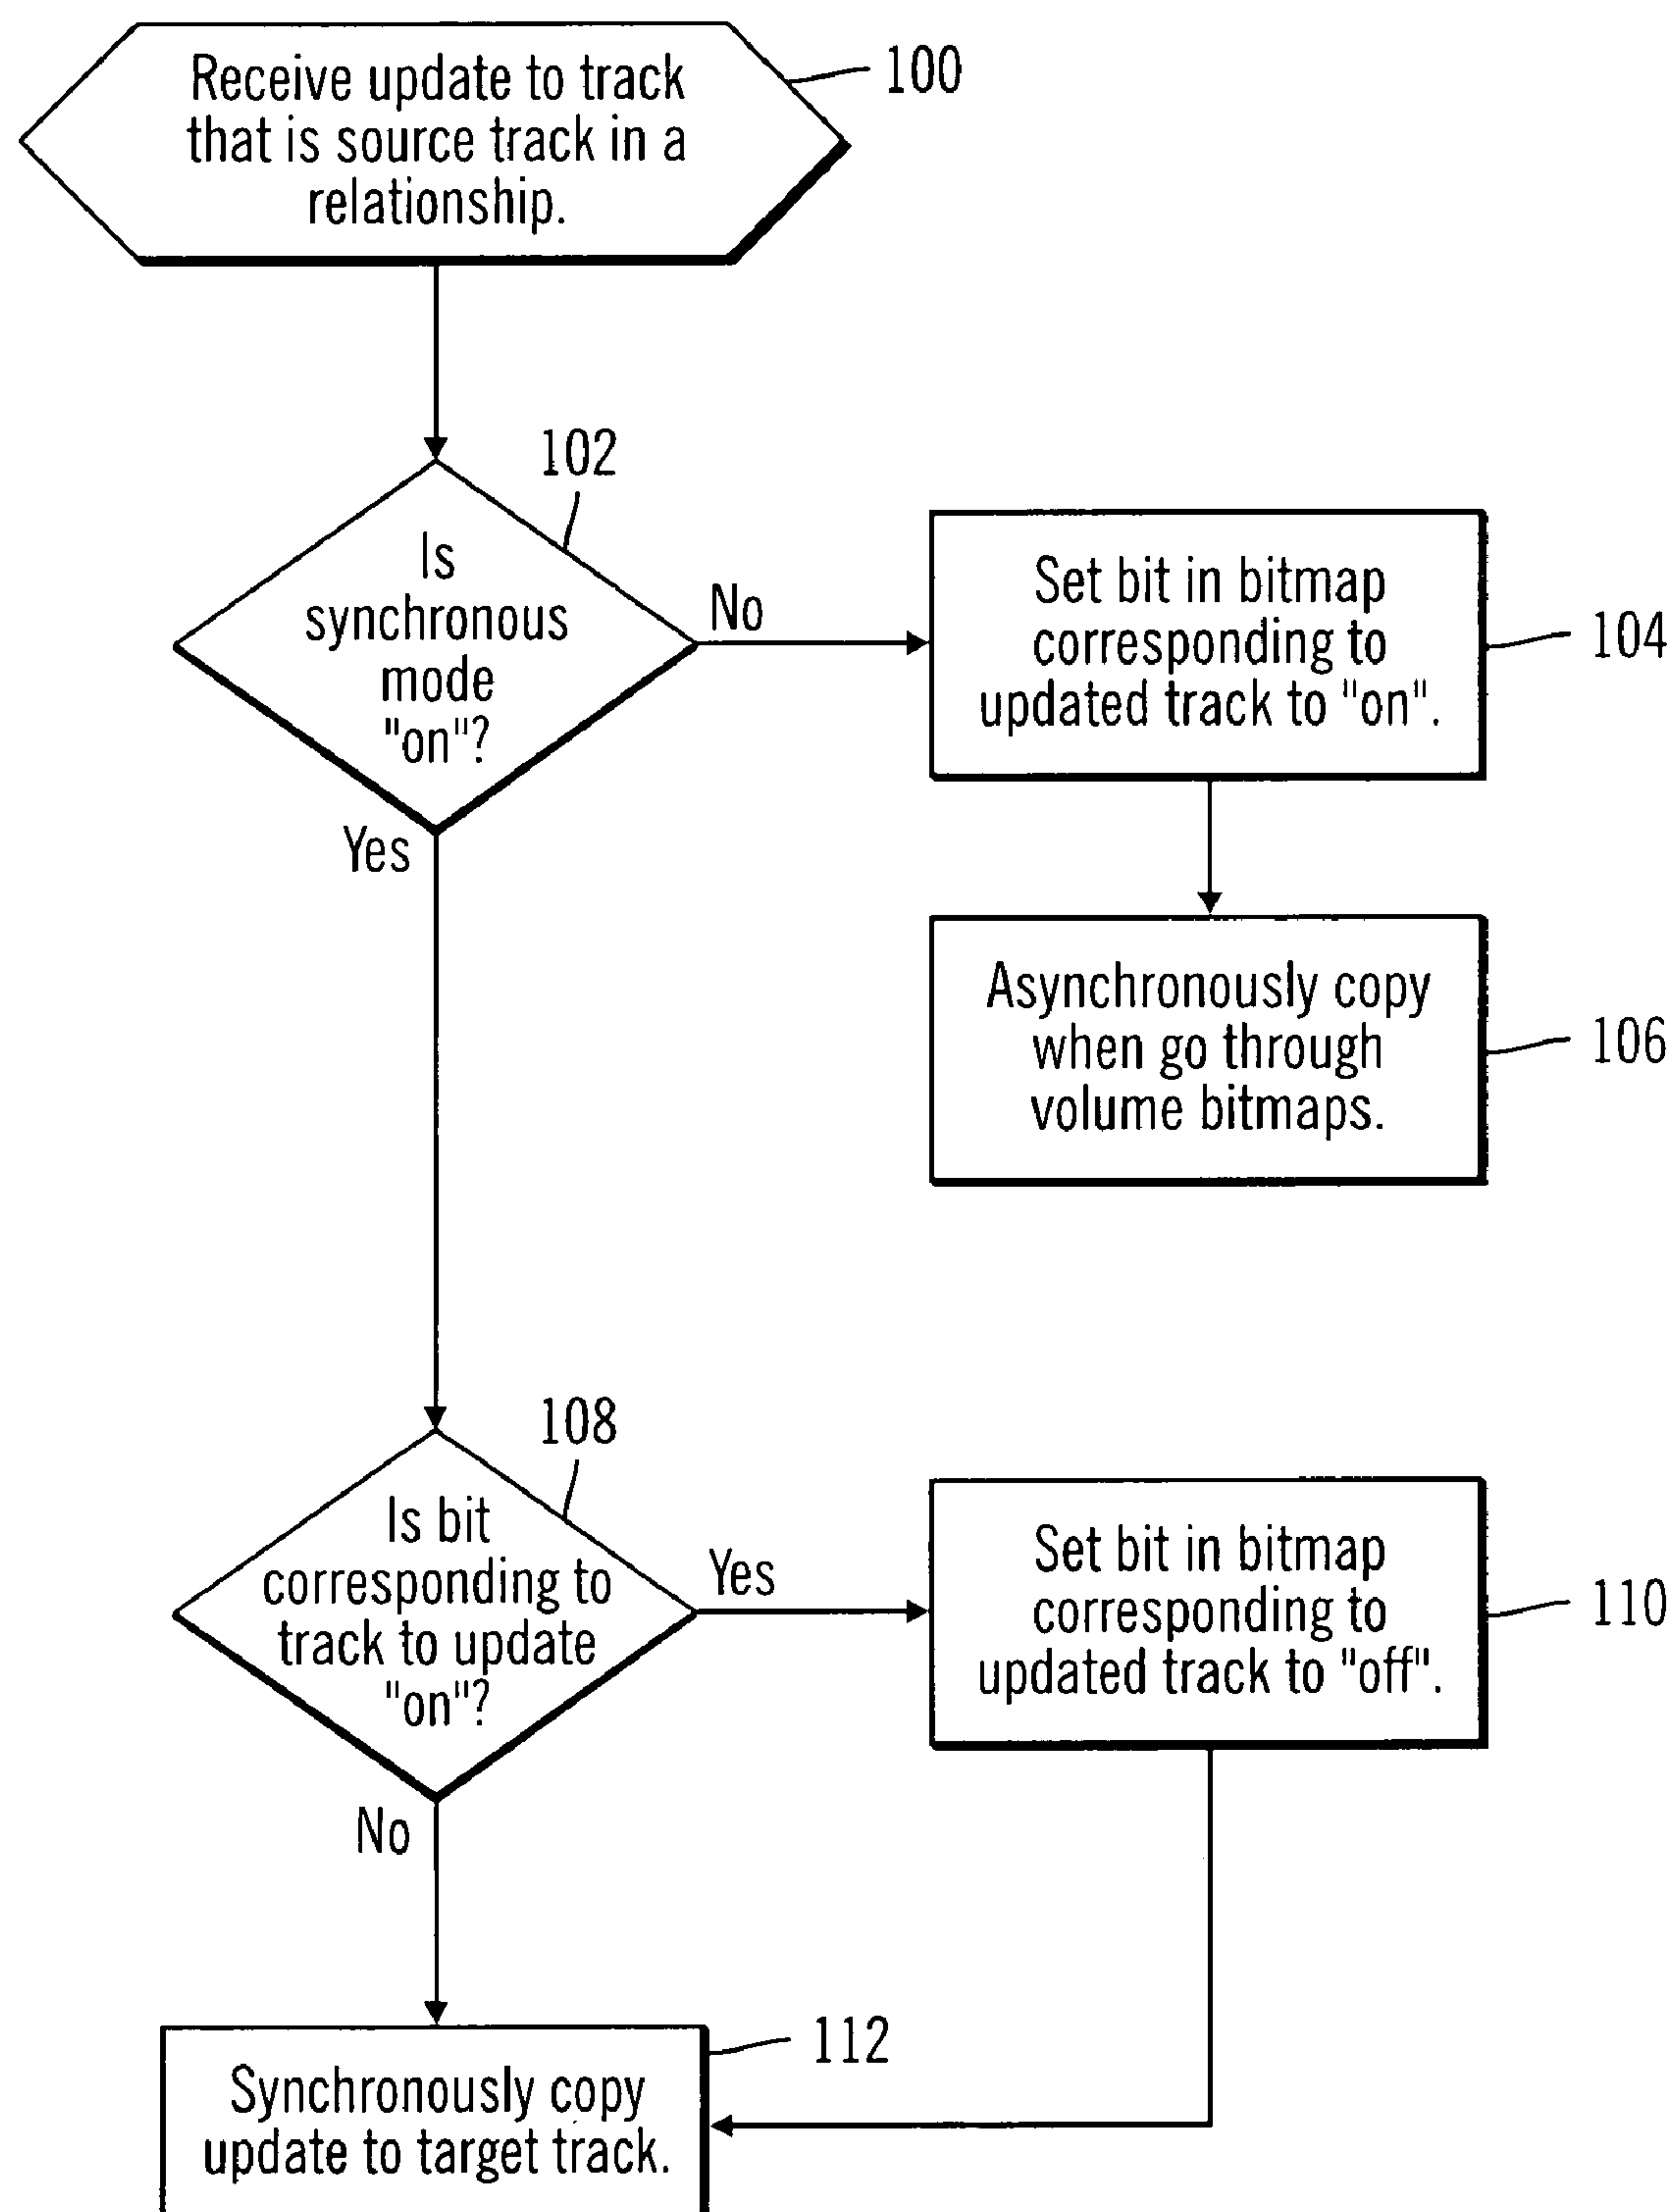 Receive update to track
that is source track in a
relationship.
100
102
Is
synchronous
mode
"on"?
No
Yes
Set bit in bitmap
corresponding to
updated track to "on".
104
Asynchronously copy
when go through
volume bitmaps.
106
108
Is bit
corresponding to
track to update
"on"?
Yes
No
Set bit in bitmap
corresponding to
updated track to "off".
110
112
Synchronously copy
update to target track.